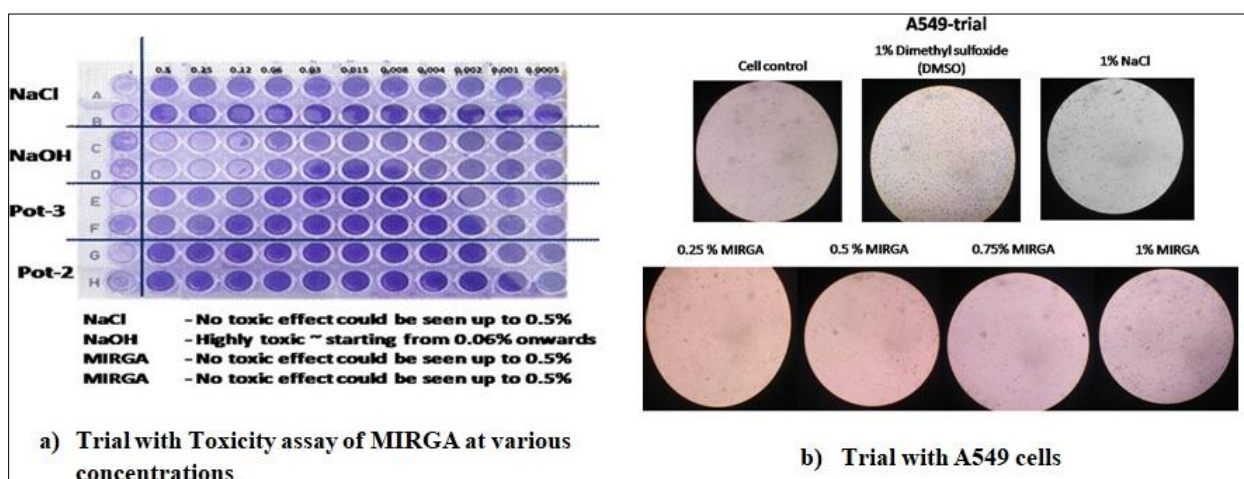 0.5 0.25 0.12 0.06 0.03 0.015 0.008 0.004 0.002 0.001 0.0005
NaCl
A
B
NaOH
C
D
Pot-3
E
F
Pot-2
G
H
NaCl - No toxic effect could be seen up to 0.5%
NaOH - Highly toxic ~ starting from 0.06% onwards
MIRGA - No toxic effect could be seen up to 0.5%
MIRGA - No toxic effect could be seen up to 0.5%
a) Trial with Toxicity assay of MIRGA at various
concentrations
A549-trial
Cell control
1% Dimethyl sulfoxide
(DMSO)
1% NaCl
0.25 % MIRGA 0.5 % MIRGA 0.75% MIRGA 1% MIRGA
b) Trial with A549 cells